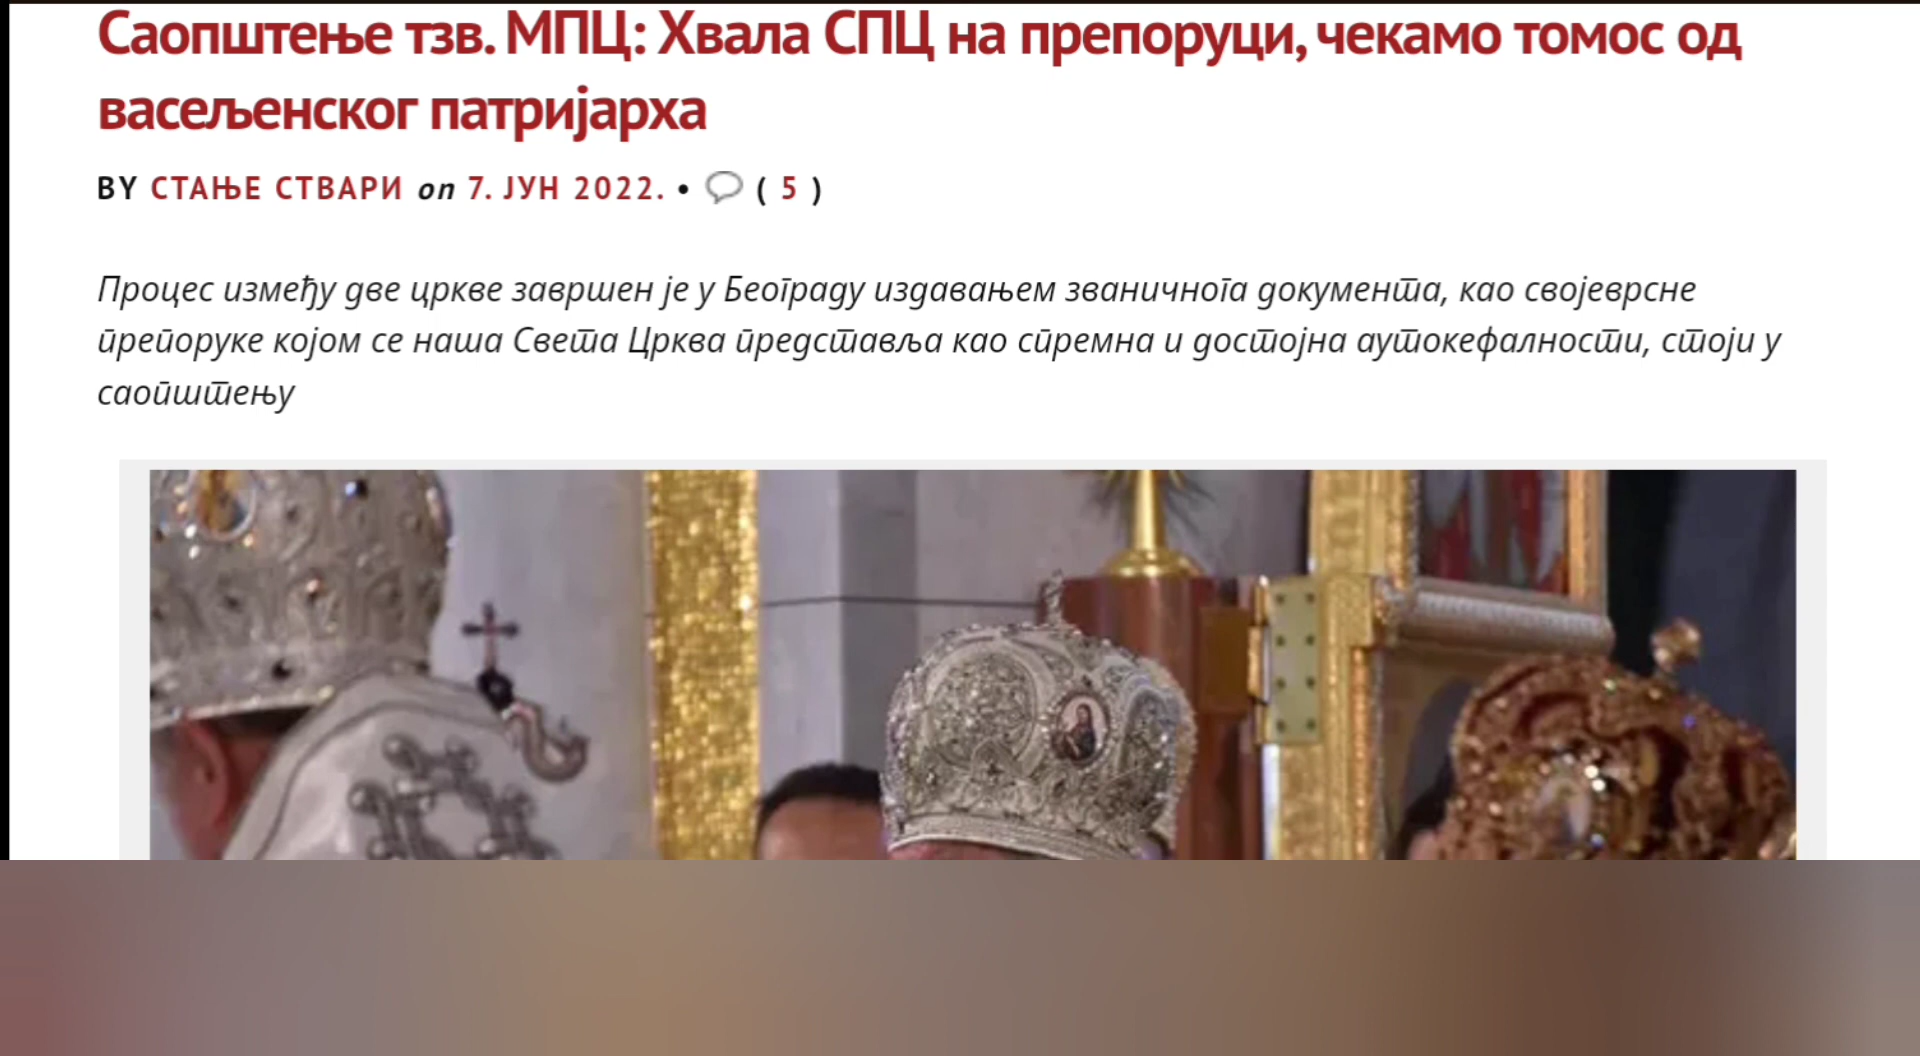 Саопштење тзв. МПЦ: Хвала СПЦ на препоруци, чекамо томос од
васељенског патријарха
BY СТАЊЕ СТВАРИ on 7. ЈУН 2022. • ( 5 )
Процес између две цркве завршен је у Београду издавањем званичнога документа, као својеврсне
препоруке којом се наша Света Црква представља као спремна и достојна аутокефалности, стоји у
саопштењу